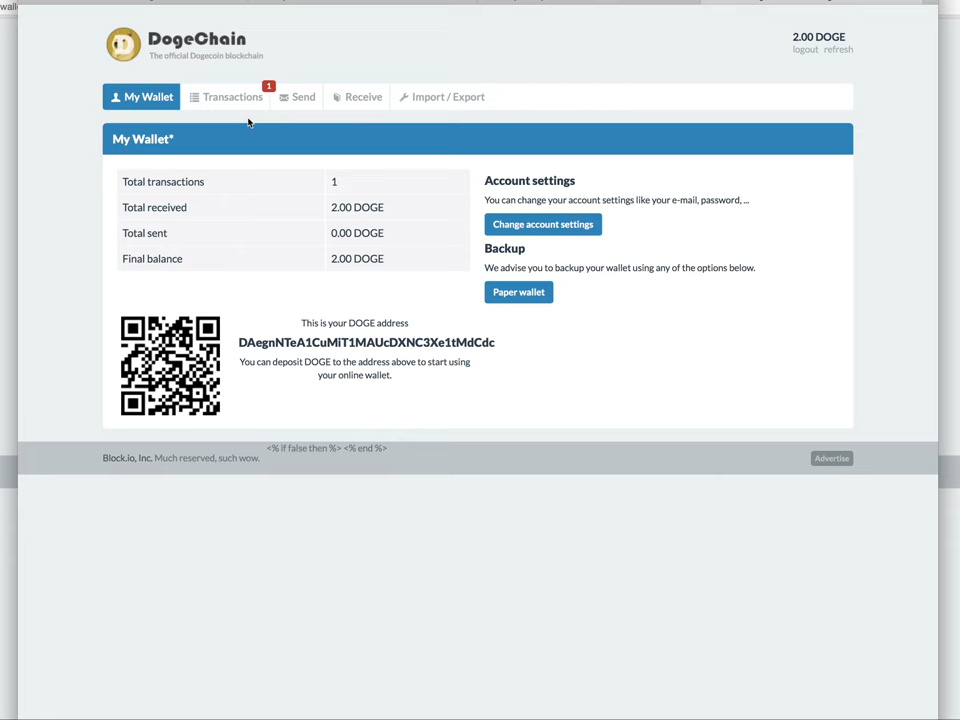 wall
DogeChain
The official Dogecoin blockchain
2.00 DOGE
logout refresh
My Wallet Transactions 1 Send Receive Import / Export
My Wallet*
Total transactions 1
Total received 2.00 DOGE
Total sent 0.00 DOGE
Final balance 2.00 DOGE
Account settings
You can change your account settings like your e-mail, password, ...
Change account settings
Backup
We advise you to backup your wallet using any of the options below.
Paper wallet
This is your DOGE address
DAegnNTeA1CuMiT1MAUcDXNC3Xe1tMdCdc
You can deposit DOGE to the address above to start using
your online wallet.
<% if false then %> <% end %>
Block.io, Inc. Much reserved, such wow.
Advertise